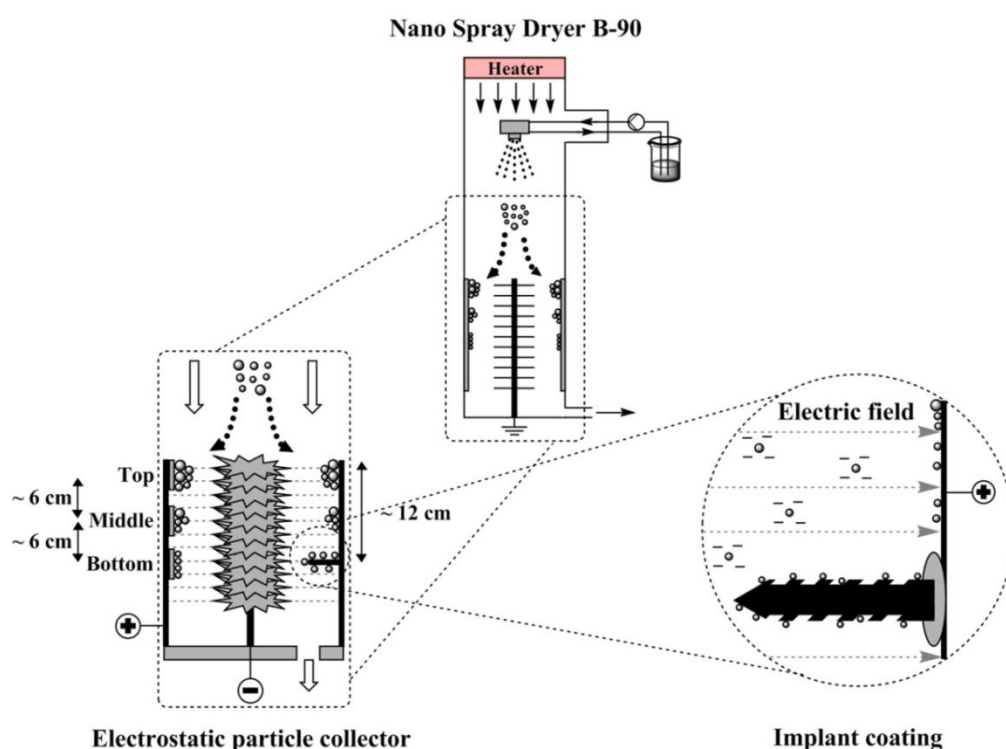 Nano Spray Dryer B-90
Heater
Top
~ 6 cm
Middle
~ 6 cm
Bottom
~ 12 cm
Electric field
+
+
−
Electrostatic particle collector
Implant coating